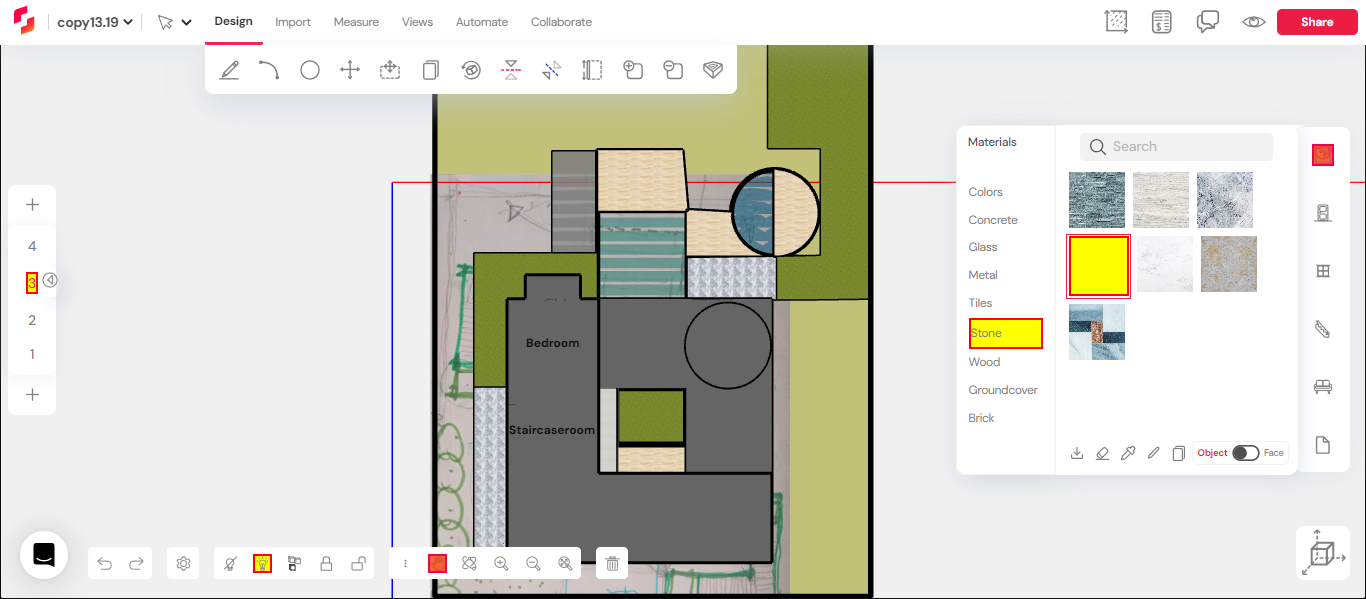 copy13.19
Design
Import
Measure
Views
Automate
Collaborate
Share
Materials
Search
Colors
Concrete
Glass
Metal
Tiles
Stone
Wood
Groundcover
Brick
Object
Face
4
3
2
1
Bedroom
Staircaseroom